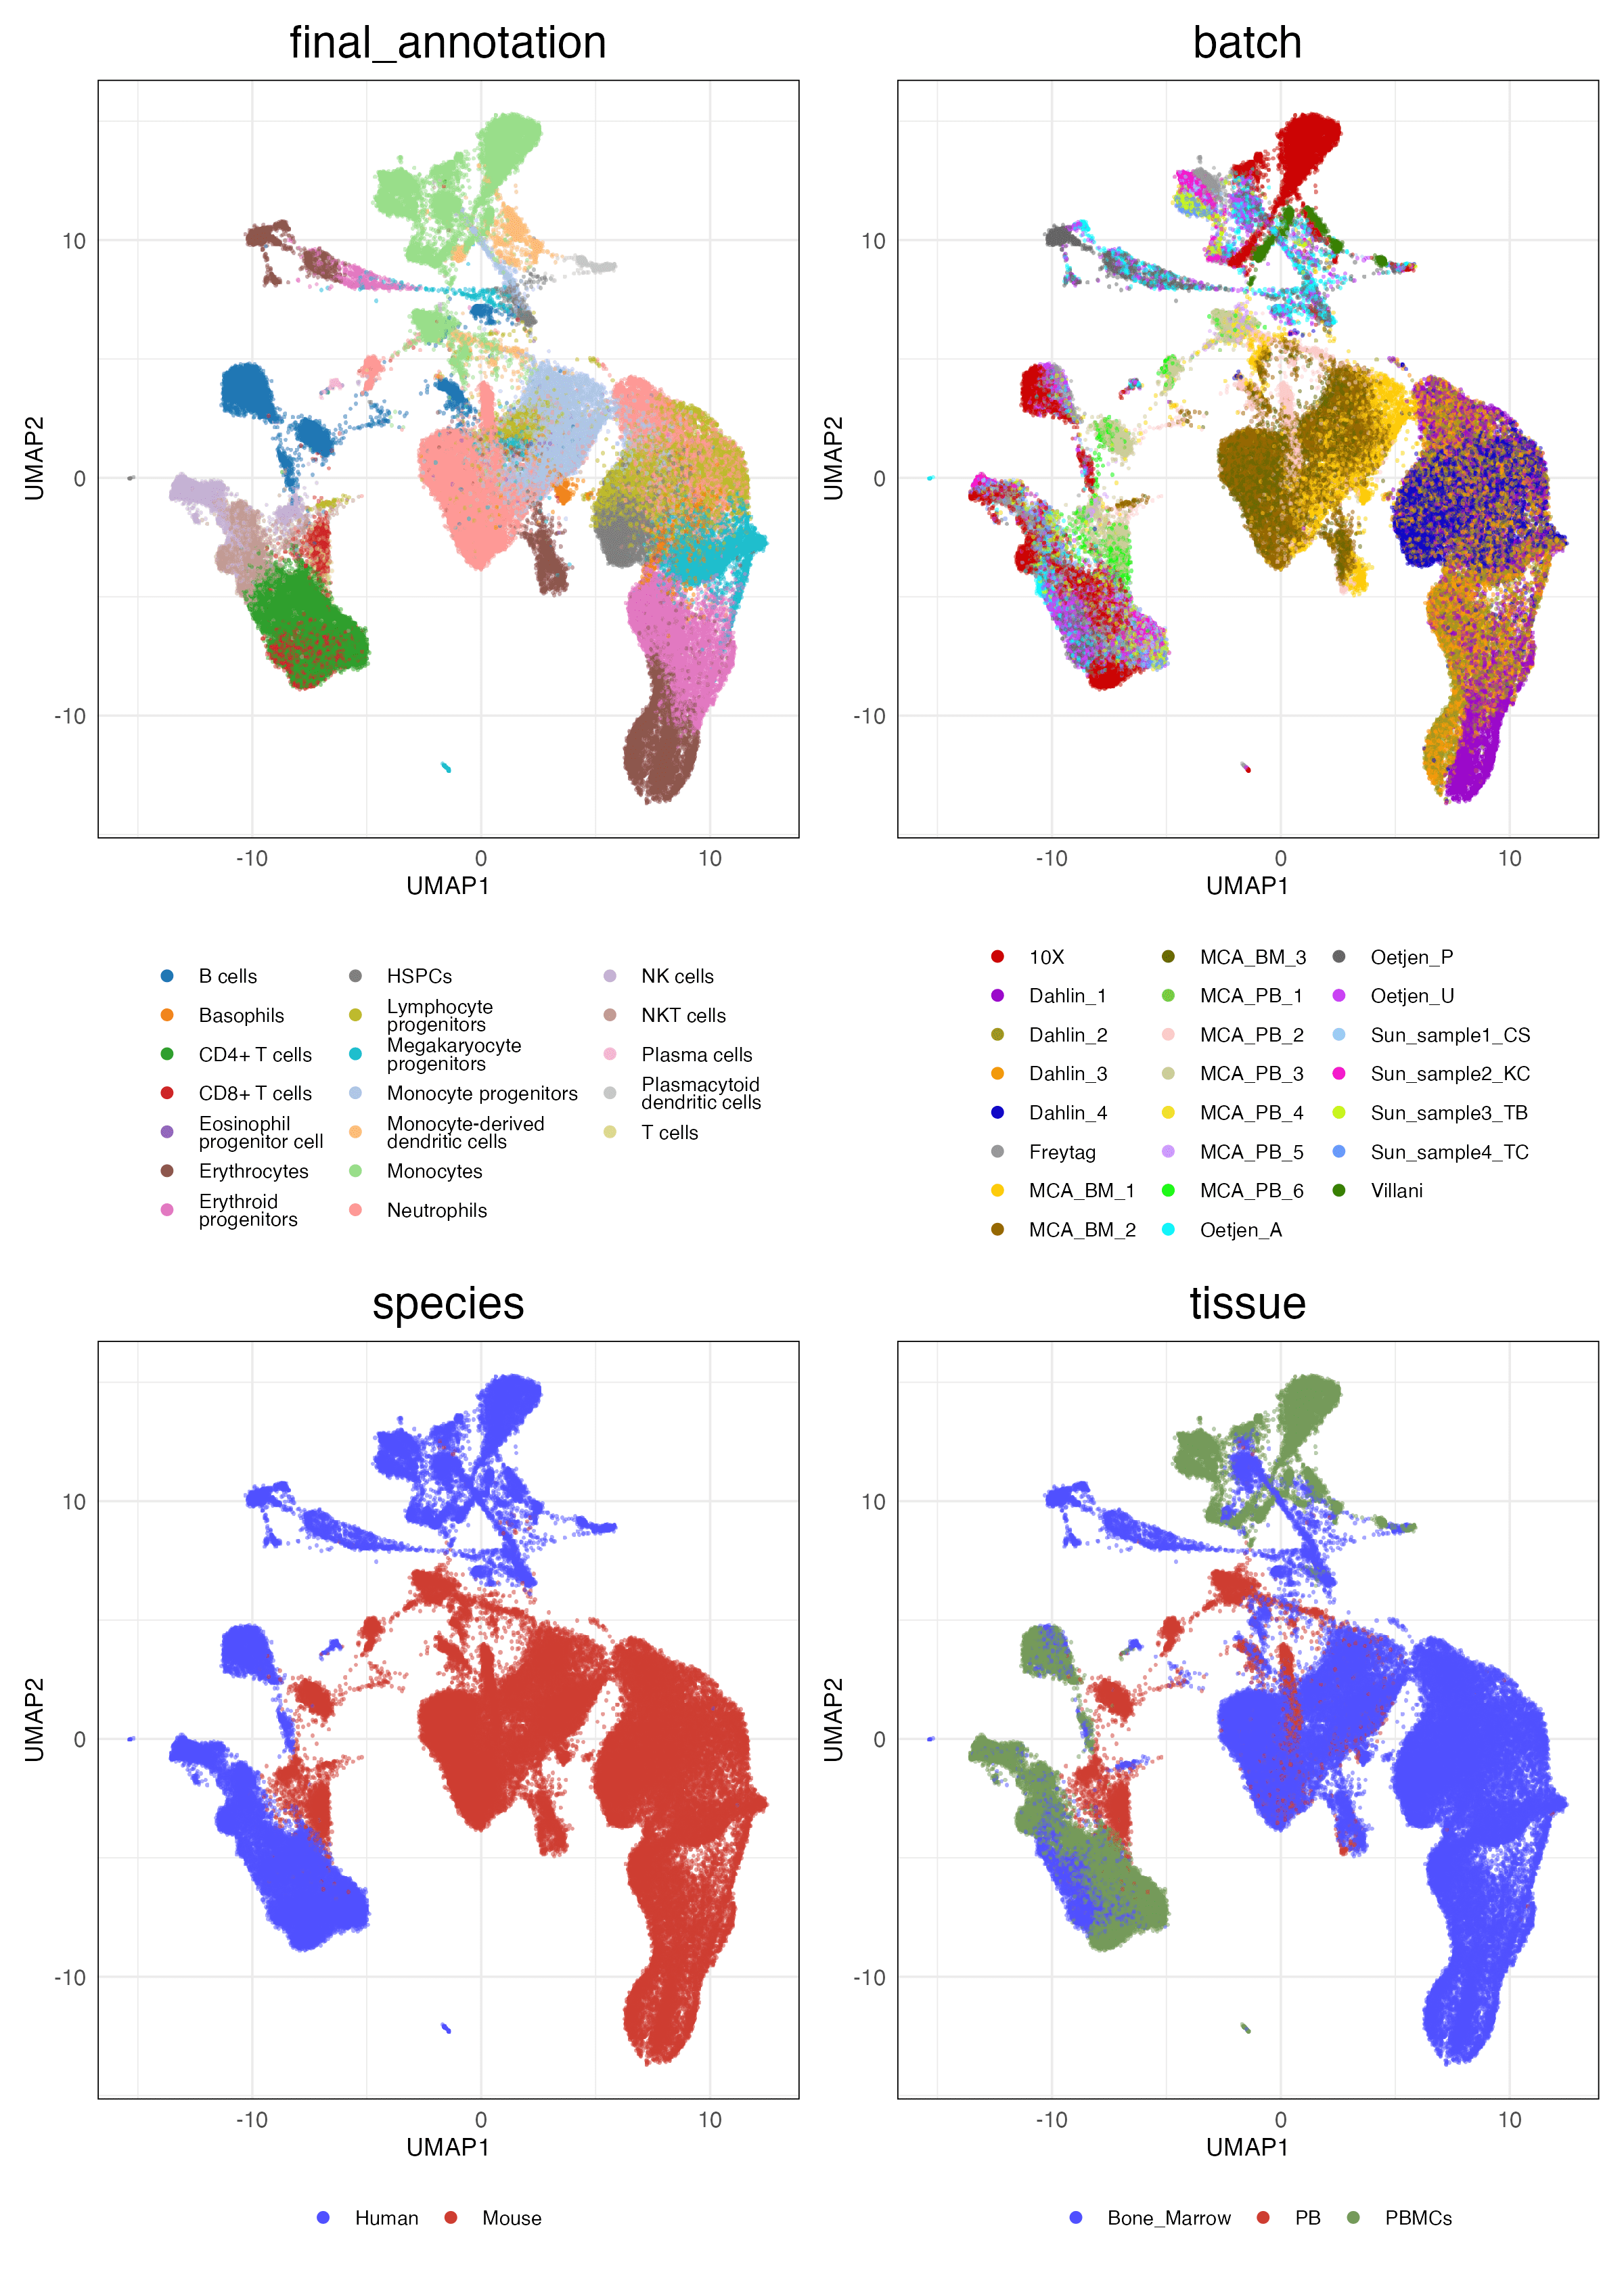 final_annotation
batch
UMAP2
10
0
-10
-10
0
10
UMAP1
UMAP2
10
0
-10
-10
0
10
UMAP1
B cells
Basophils
CD4+ T cells
CD8+ T cells
Eosinophil
progenitor cell
Erythrocytes
Erythroid
progenitors
HSPCs
Lymphocyte
progenitors
Megakaryocyte
progenitors
Monocyte progenitors
Monocyte-derived
dendritic cells
Monocytes
Neutrophils
NK cells
NKT cells
Plasma cells
Plasmacytoid
dendritic cells
T cells
10X
Dahlin_1
Dahlin_2
Dahlin_3
Dahlin_4
Freytag
MCA_BM_1
MCA_BM_2
MCA_BM_3
MCA_PB_1
MCA_PB_2
MCA_PB_3
MCA_PB_4
MCA_PB_5
MCA_PB_6
Oetjen_A
Oetjen_P
Oetjen_U
Sun_sample1_CS
Sun_sample2_KC
Sun_sample3_TB
Sun_sample4_TC
Villani
species
tissue
UMAP2
10
0
-10
-10
0
10
UMAP1
UMAP2
10
0
-10
-10
0
10
UMAP1
Human
Mouse
Bone_Marrow
PB
PBMCs